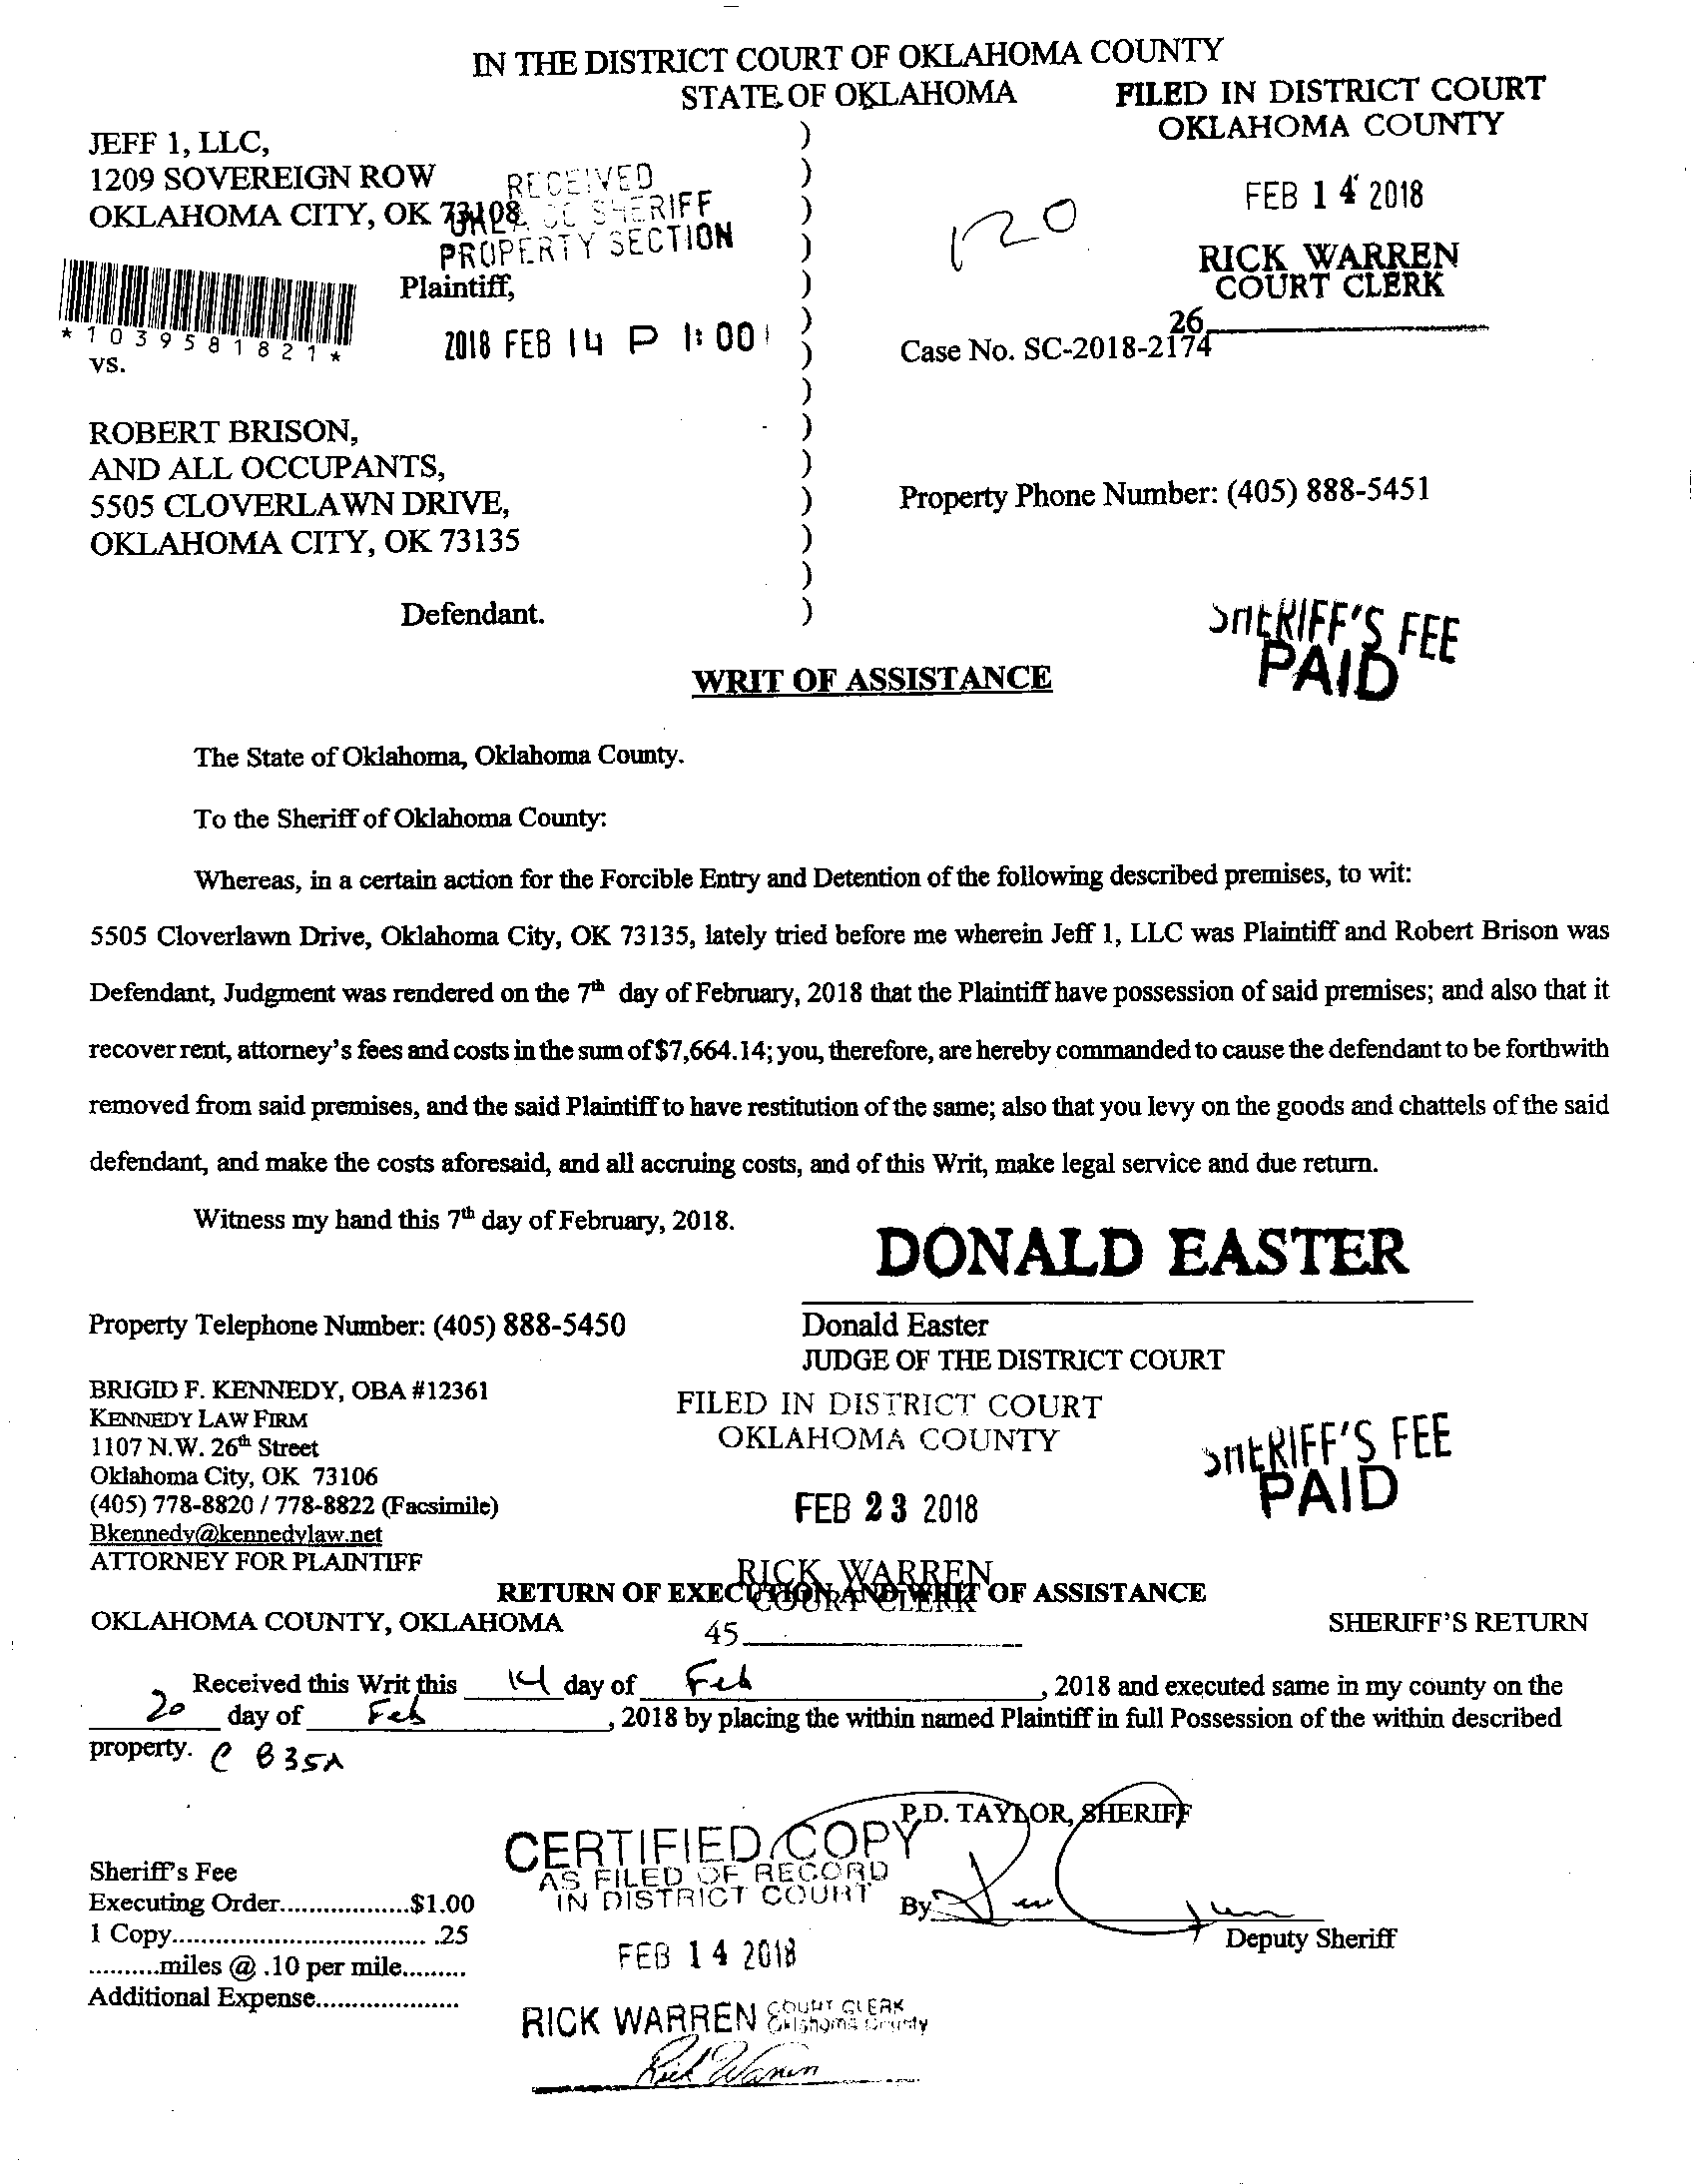 IN THE DISTRICT COURT OF OKLAHOMA COUNTY
STATE OF OKLAHOMA
FILED IN DISTRICT COURT
OKLAHOMA COUNTY
FEB 14 2018
RICK WARREN
COURT CLERK
26
JEFF 1, LLC,
1209 SOVEREIGN ROW
OKLAHOMA CITY, OK 73108
RECEIVED
SHERIFF
PROPERTY SECTION
Plaintiff,
2018 FEB 14 P 1:00
*1039581821*
vs.
120
Case No. SC-2018-2174
ROBERT BRISON,
AND ALL OCCUPANTS,
5505 CLOVERLAWN DRIVE,
OKLAHOMA CITY, OK 73135
Property Phone Number: (405) 888-5451
Defendant.
SHERIFF'S FEE
PAID
WRIT OF ASSISTANCE
The State of Oklahoma, Oklahoma County.
To the Sheriff of Oklahoma County:
Whereas, in a certain action for the Forcible Entry and Detention of the following described premises, to wit:
5505 Cloverlawn Drive, Oklahoma City, OK 73135, lately tried before me wherein Jeff 1, LLC was Plaintiff and Robert Brison was
Defendant, Judgment was rendered on the 7th day of February, 2018 that the Plaintiff have possession of said premises; and also that it
recover rent, attorney's fees and costs in the sum of $7,664.14; you, therefore, are hereby commanded to cause the defendant to be forthwith
removed from said premises, and the said Plaintiff to have restitution of the same; also that you levy on the goods and chattels of the said
defendant, and make the costs aforesaid, and all accruing costs, and of this Writ, make legal service and due return.
Witness my hand this 7th day of February, 2018.
DONALD EASTER
Property Telephone Number: (405) 888-5450
Donald Easter
JUDGE OF THE DISTRICT COURT
BRIGID F. KENNEDY, OBA #12361
KENNEDY LAW FIRM
1107 N.W. 26th Street
Oklahoma City, OK 73106
(405) 778-8820 / 778-8822 (Facsimile)
Bkennedy@kennedylaw.net
ATTORNEY FOR PLAINTIFF
FILED IN DISTRICT COURT
OKLAHOMA COUNTY
FEB 23 2018
RICK WARREN
COURT CLERK
45
SHERIFF'S FEE
PAID
RETURN OF EXECUTION AND WRIT OF ASSISTANCE
OKLAHOMA COUNTY, OKLAHOMA
SHERIFF'S RETURN
Received this Writ this 14 day of Feb, 2018 and executed same in my county on the
20 day of Feb, 2018 by placing the within named Plaintiff in full Possession of the within described
property. @ 835A
P.D. TAYLOR, SHERIFF
CERTIFIED COPY
AS FILED OF RECORD
IN DISTRICT COURT
FEB 14 2018
RICK WARREN COURT CLERK
Oklahoma County
Rick Warren
By
Deputy Sheriff
Sheriff's Fee
Executing Order..................$1.00
1 Copy................................... .25
..........miles @ .10 per mile.........
Additional Expense....................